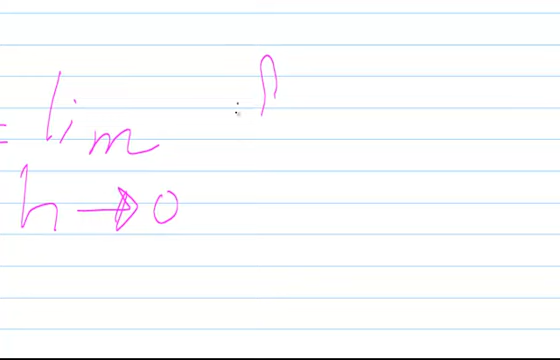 = lim
h → 0